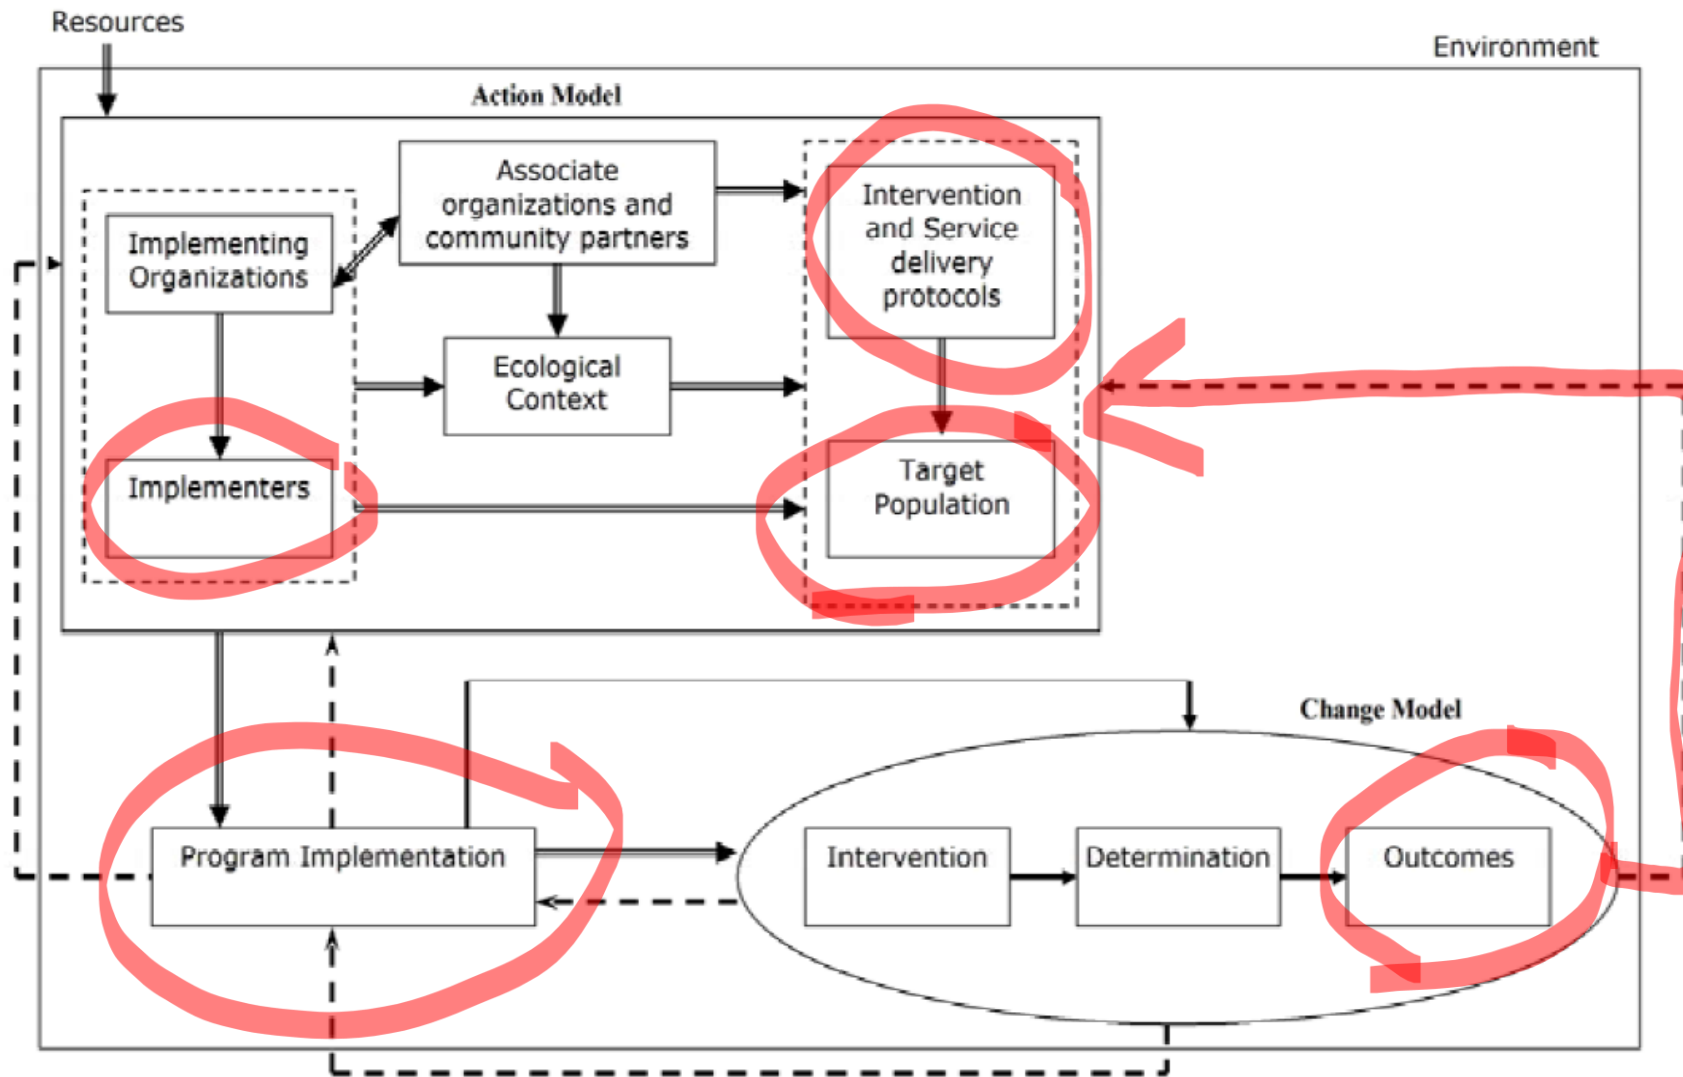 Resources
Environment
Action Model
Associate
organizations and
community partners
Intervention
and Service
delivery
protocols
Implementing
Organizations
Ecological
Context
Implementers
Target
Population
Change Model
Program Implementation
Intervention
Determination
Outcomes